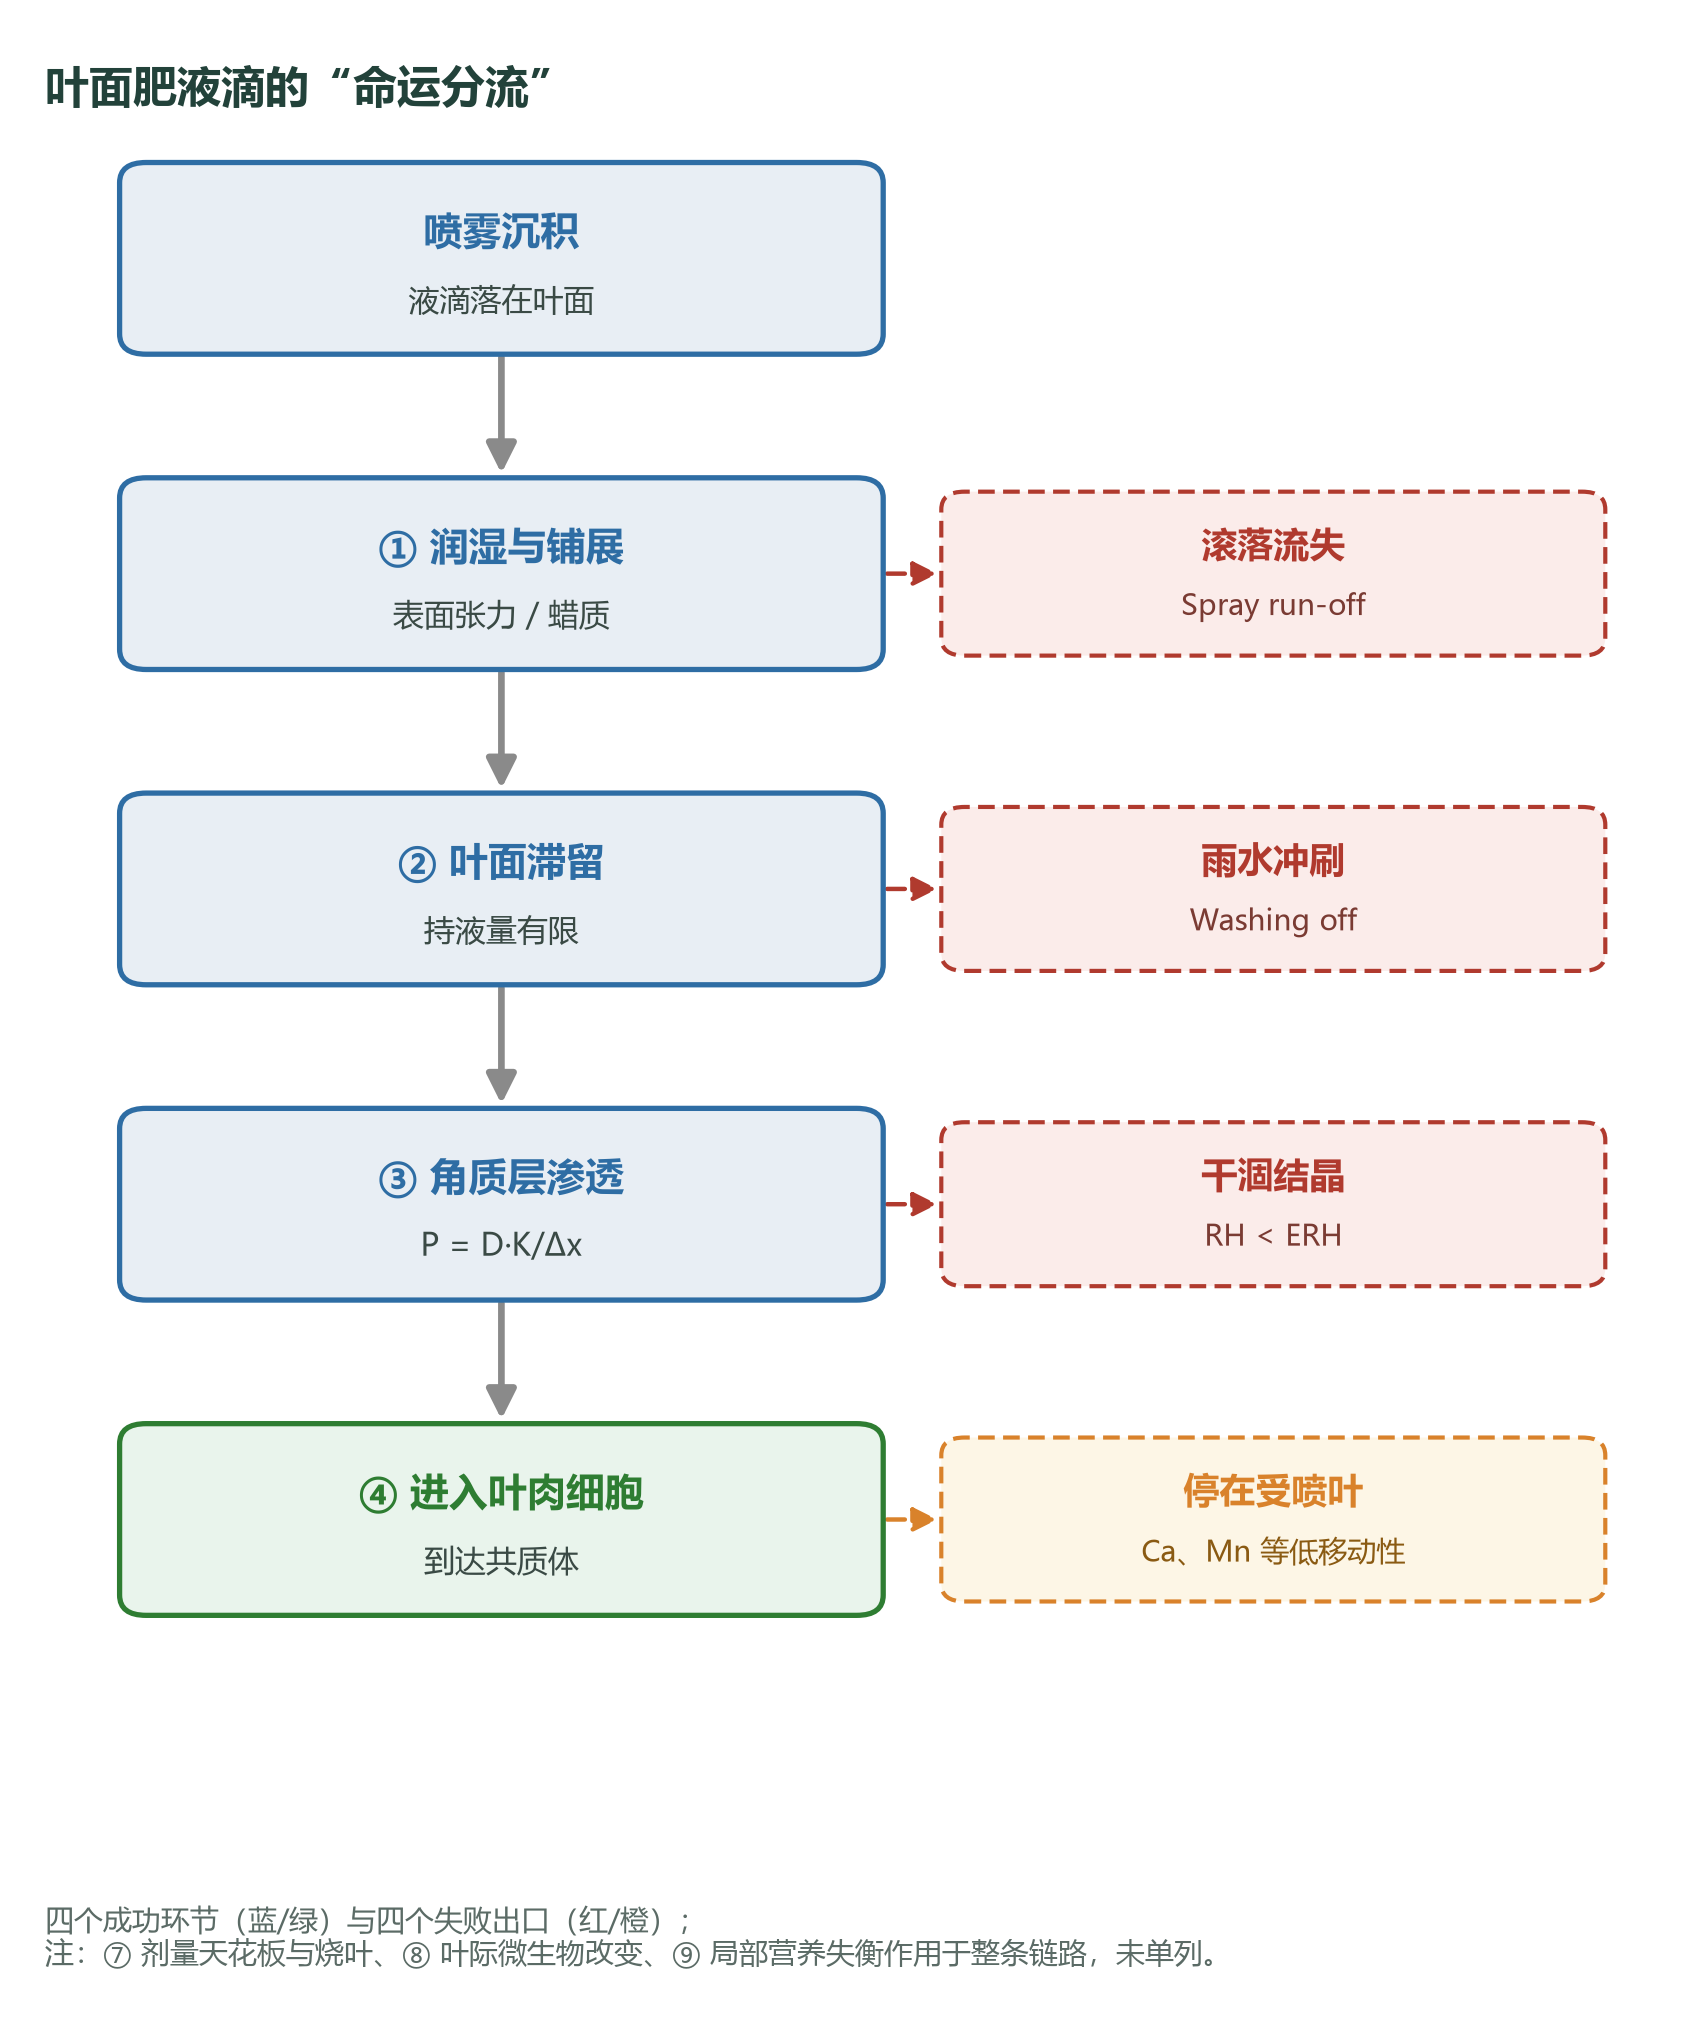 叶面肥液滴的“命运分流”
喷雾沉积
液滴落在叶面
① 润湿与铺展
表面张力 / 蜡质
滚落流失
Spray run-off
② 叶面滞留
持液量有限
雨水冲刷
Washing off
③ 角质层渗透
P = D·K/Δx
干涸结晶
RH < ERH
④ 进入叶肉细胞
到达共质体
停在受喷叶
Ca、Mn 等低移动性
四个成功环节（蓝/绿）与四个失败出口（红/橙）；
注：⑦ 剂量天花板与烧叶、⑧ 叶际微生物改变、⑨ 局部营养失衡作用于整条链路，未单列。